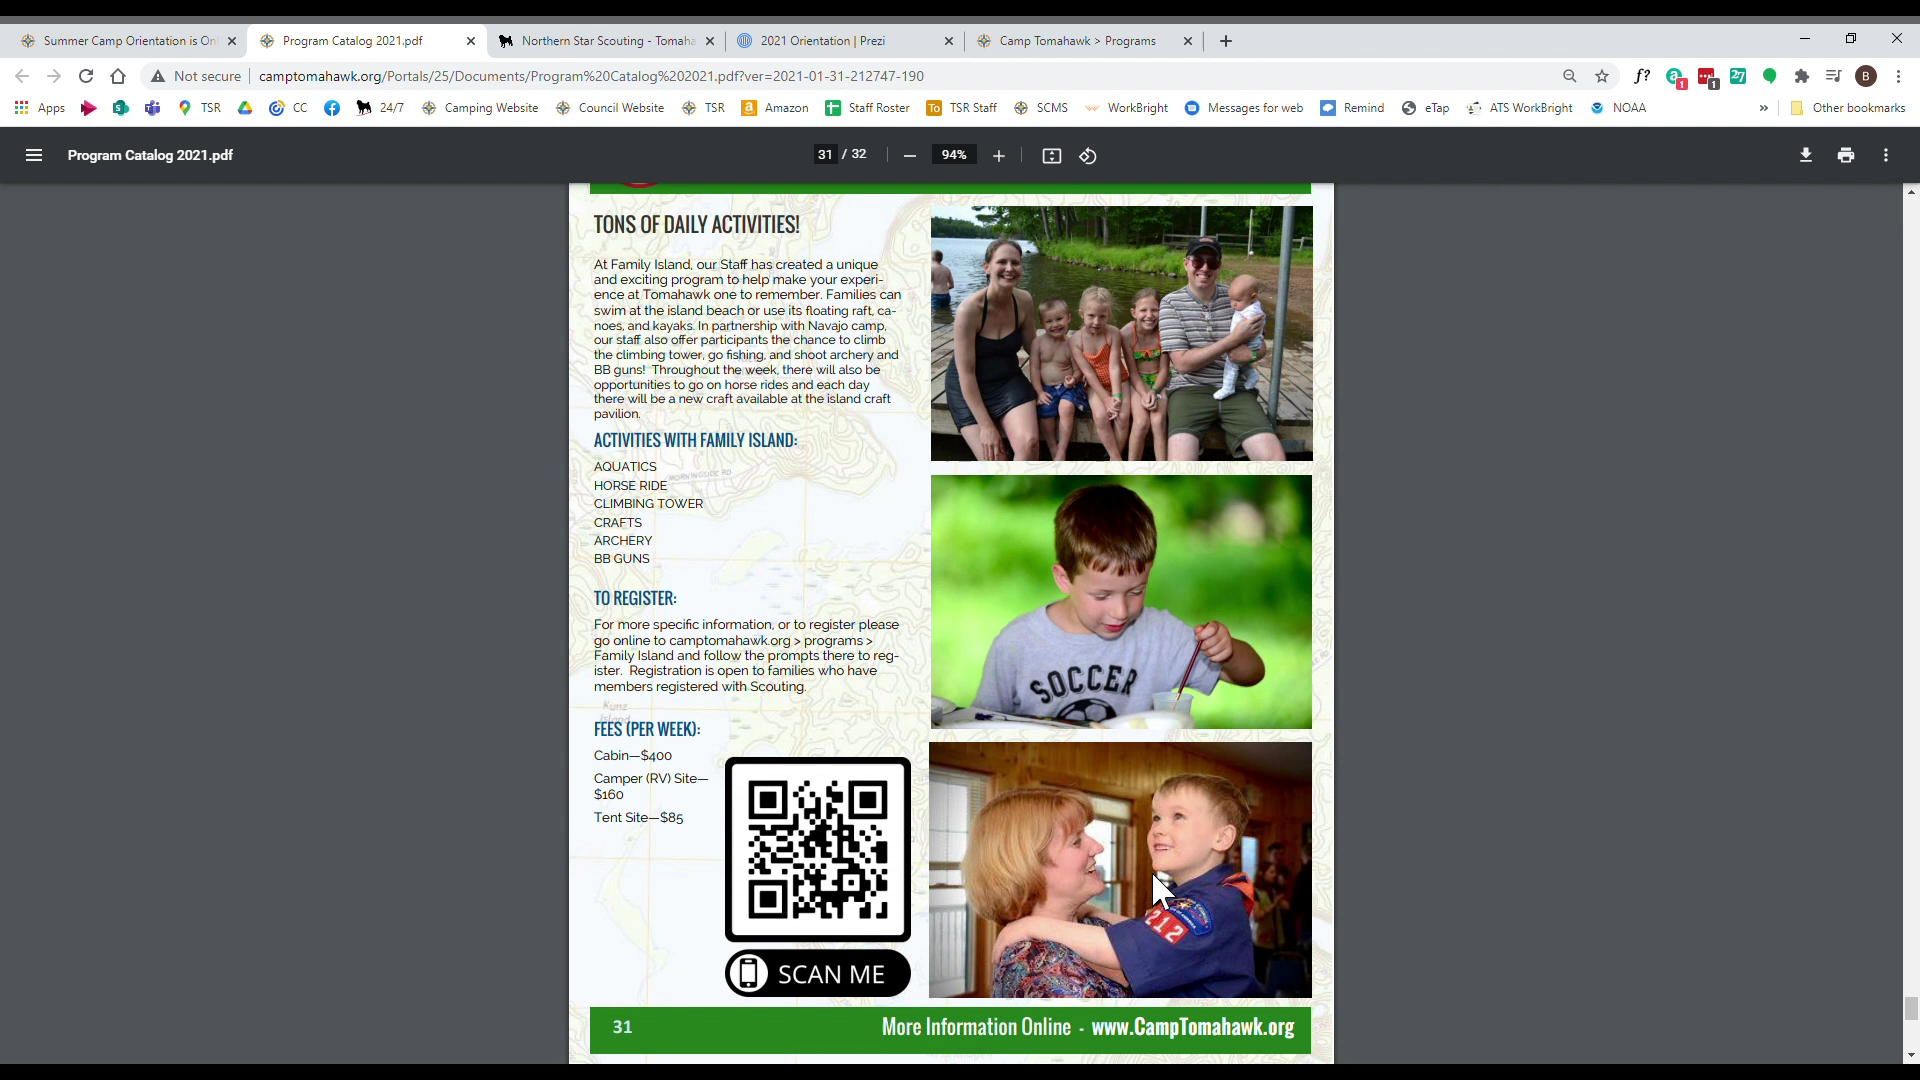 Summer Camp Orientation is Onl
Program Catalog 2021.pdf
Northern Star Scouting - Tomaha
2021 Orientation | Prezi
Camp Tomahawk > Programs
Not secure
camptomahawk.org/Portals/25/Documents/Program%20Catalog%202021.pdf?ver=2021-01-31-212747-190
f?
1
1
27
B
Apps
TSR
CC
24/7
Camping Website
Council Website
TSR
Amazon
Staff Roster
To
TSR Staff
SCMS
WorkBright
Messages for web
Remind
eTap
ATS WorkBright
NOAA
»
Other bookmarks
Program Catalog 2021.pdf
31 / 32
94%
TONS OF DAILY ACTIVITIES!
At Family Island, our Staff has created a unique
and exciting program to help make your experi-
ence at Tomahawk one to remember. Families can
swim at the island beach or use its floating raft, ca-
noes, and kayaks. In partnership with Navajo camp,
our staff also offer participants the chance to climb
the climbing tower, go fishing, and shoot archery and
BB guns! Throughout the week, there will also be
opportunities to go on horse rides and each day
there will be a new craft available at the island craft
pavilion.
ACTIVITIES WITH FAMILY ISLAND:
AQUATICS
MORNINGSIDE RD
HORSE RIDE
CLIMBING TOWER
CRAFTS
ARCHERY
BB GUNS
TO REGISTER:
For more specific information, or to register please
go online to camptomahawk.org > programs >
Family Island and follow the prompts there to reg-
ister. Registration is open to families who have
members registered with Scouting.
Kunz
Island
FEES (PER WEEK):
Cabin—$400
Camper (RV) Site—
$160
Tent Site—$85
SCAN ME
SOCCER
212
31
More Information Online - www.CampTomahawk.org